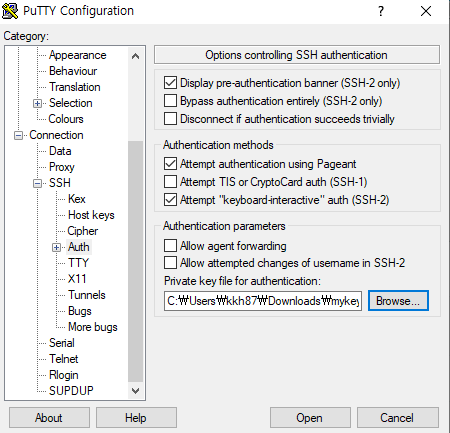 PuTTY Configuration
?
Category:
Appearance
Behaviour
Translation
Selection
Colours
Connection
Data
Proxy
SSH
Kex
Host keys
Cipher
Auth
TTY
X11
Tunnels
Bugs
More bugs
Serial
Telnet
Rlogin
SUPDUP
Options controlling SSH authentication
Display pre-authentication banner (SSH-2 only)
Bypass authentication entirely (SSH-2 only)
Disconnect if authentication succeeds trivially
Authentication methods
Attempt authentication using Pageant
Attempt TIS or CryptoCard auth (SSH-1)
Attempt "keyboard-interactive" auth (SSH-2)
Authentication parameters
Allow agent forwarding
Allow attempted changes of username in SSH-2
Private key file for authentication:
C:₩Users₩kkh87₩Downloads₩mykey
Browse...
About
Help
Open
Cancel